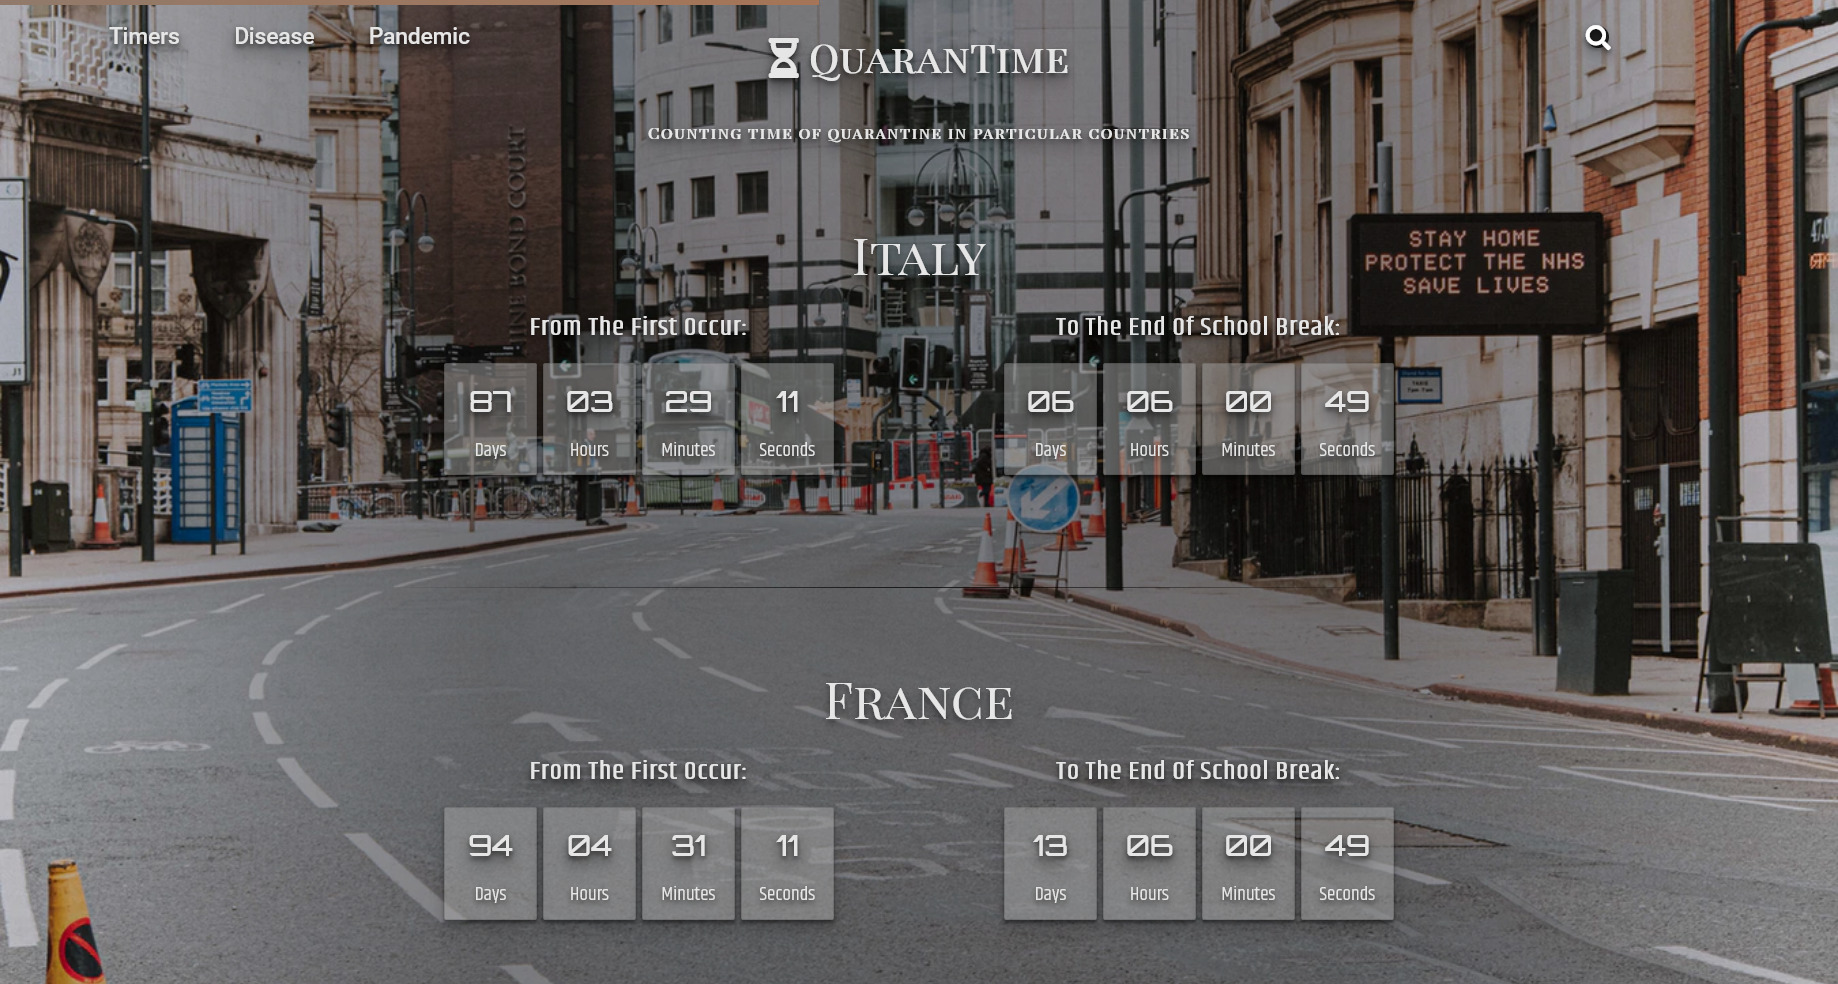 Timers
Disease
Pandemic
QuaranTime
Counting time of quarantine in particular countries
BOND COURT
Italy
STAY HOME
PROTECT THE NHS
SAVE LIVES
From The First Occur:
To The End Of School Break:
87 03 29 11
Days Hours Minutes Seconds
06 06 00 49
Days Hours Minutes Seconds
France
From The First Occur:
To The End Of School Break:
94 04 31 11
Days Hours Minutes Seconds
13 06 00 49
Days Hours Minutes Seconds